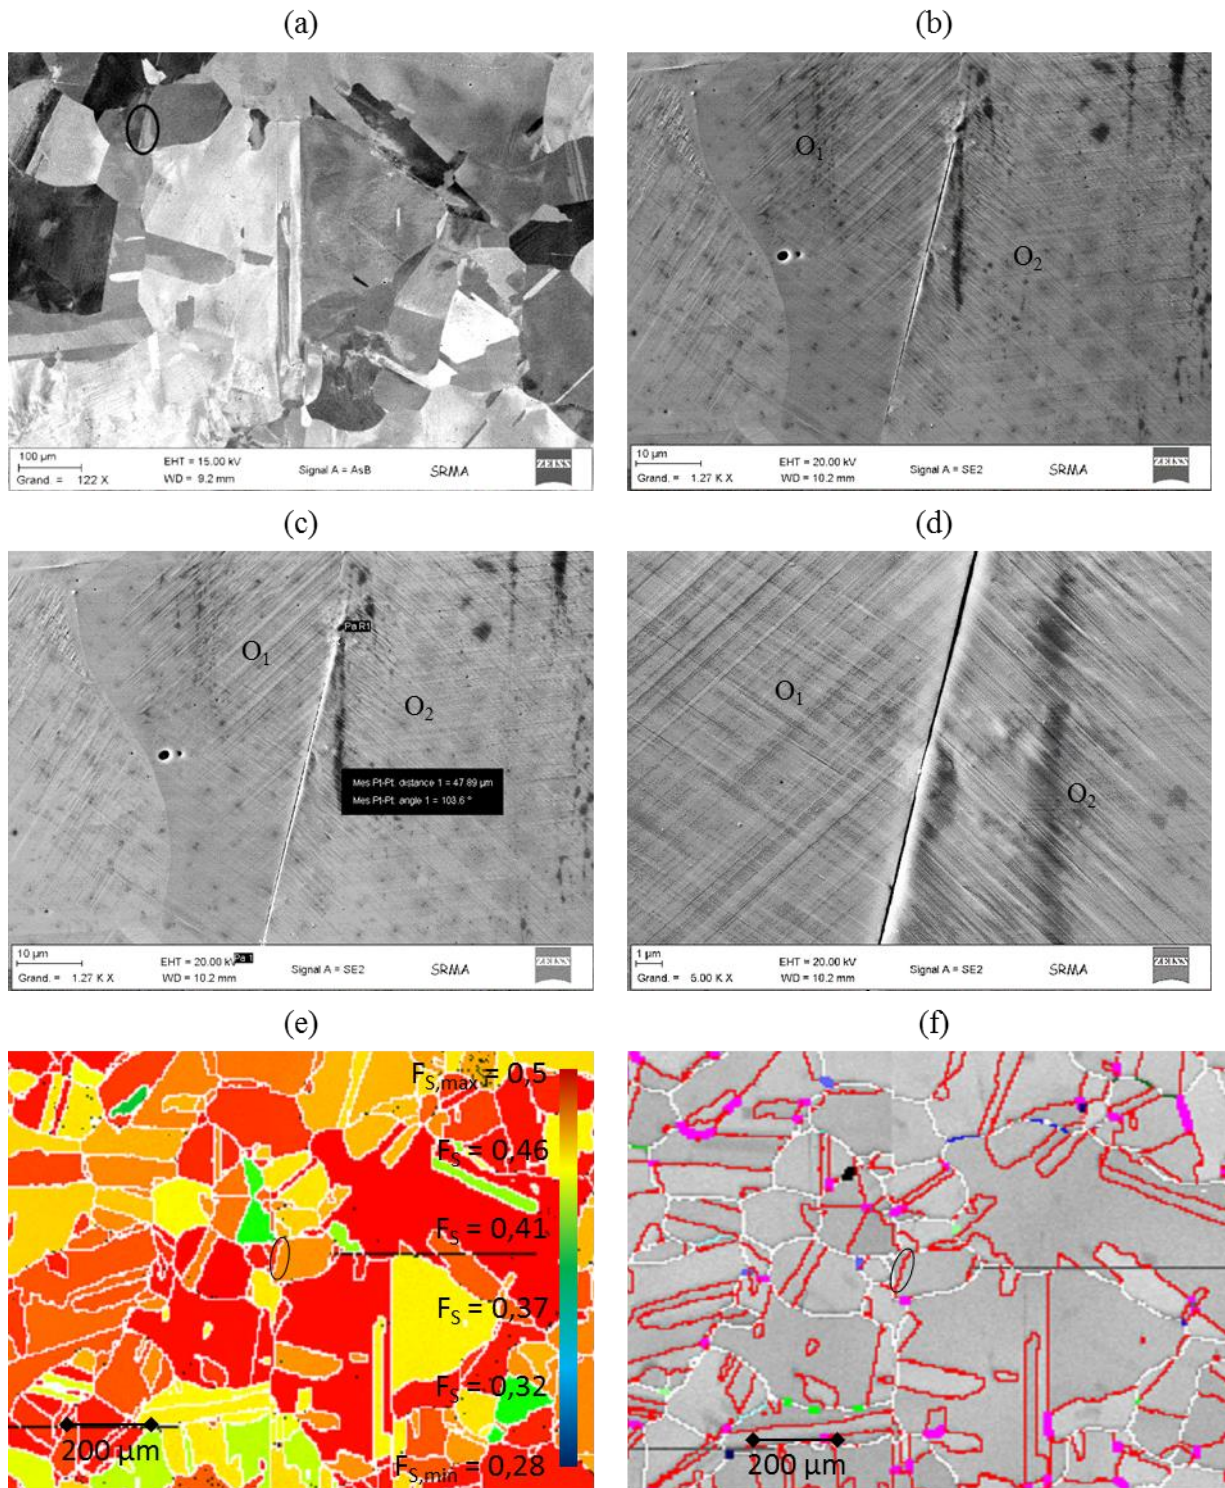 (a)
(b)
100 µm
EHT = 15.00 kV
Signal A = AsB
SRMA
ZEISS
Grand. = 122 X
WD = 9.2 mm
O1
O2
10 µm
EHT = 20.00 kV
Signal A = SE2
SRMA
ZEISS
Grand. = 1.27 K X
WD = 10.2 mm
(c)
(d)
Pa R1
O1
O2
Mes Pt-Pt. distance 1 = 47.89 µm
Mes Pt-Pt. angle 1 = 103.6 °
10 µm
EHT = 20.00 kV
Pa 1
Signal A = SE2
SRMA
ZEISS
Grand. = 1.27 K X
WD = 10.2 mm
O1
O2
1 µm
EHT = 20.00 kV
Signal A = SE2
SRMA
ZEISS
Grand. = 5.00 K X
WD = 10.2 mm
(e)
(f)
FS,max = 0,5
FS = 0,46
FS = 0,41
FS = 0,37
FS = 0,32
FS,min = 0,28
200 µm
200 µm